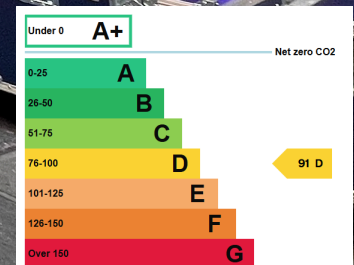 Under 0 A+
Net zero CO2
0-25 A
26-50 B
51-75 C
76-100 D
91 D
101-125 E
126-150 F
Over 150 G